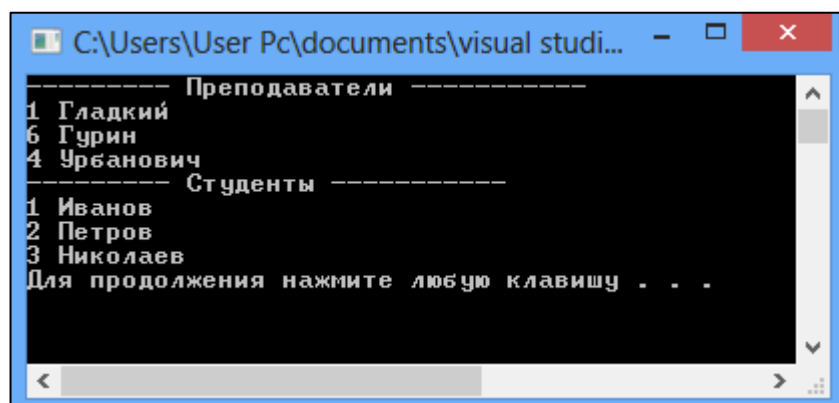 C:\Users\User Pc\documents\visual studi...
--------- Преподаватели -----------
1 Гладкий
6 Гурин
4 Урбанович
--------- Студенты -----------
1 Иванов
2 Петров
3 Николаев
Для продолжения нажмите любую клавишу . . .